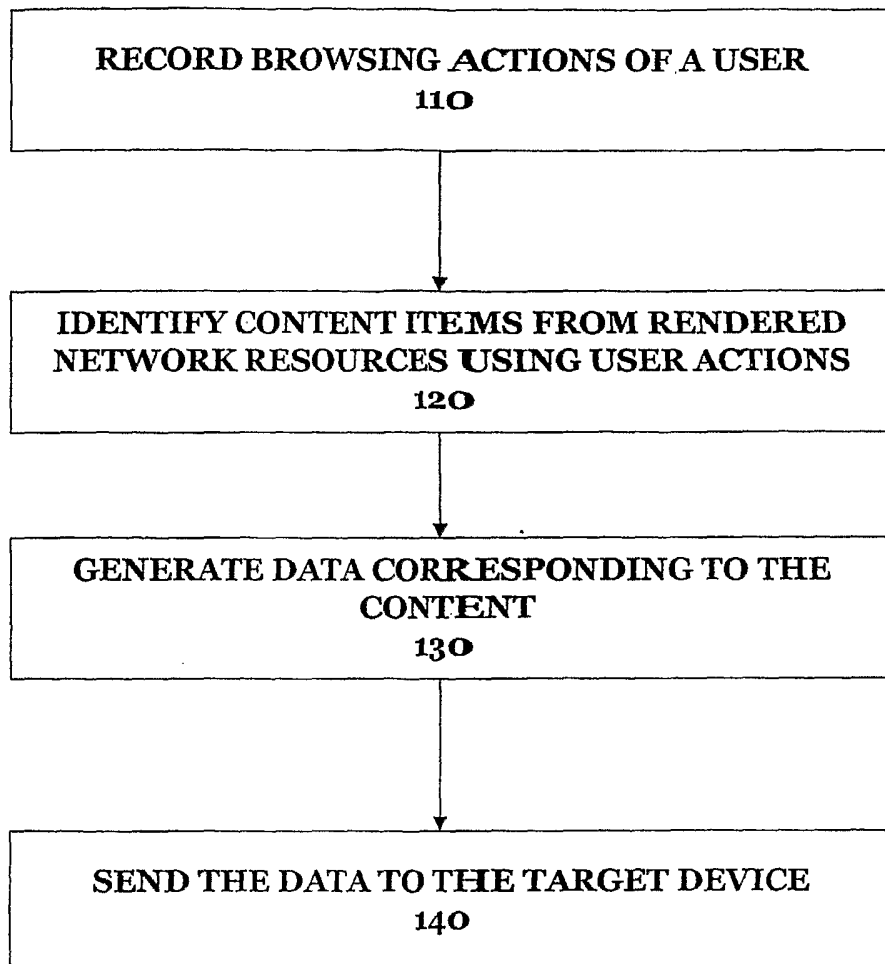 RECORD BROWSING ACTIONS OF A USER
110
IDENTIFY CONTENT ITEMS FROM RENDERED
NETWORK RESOURCES USING USER ACTIONS
120
GENERATE DATA CORRESPONDING TO THE
CONTENT
130
SEND THE DATA TO THE TARGET DEVICE
140